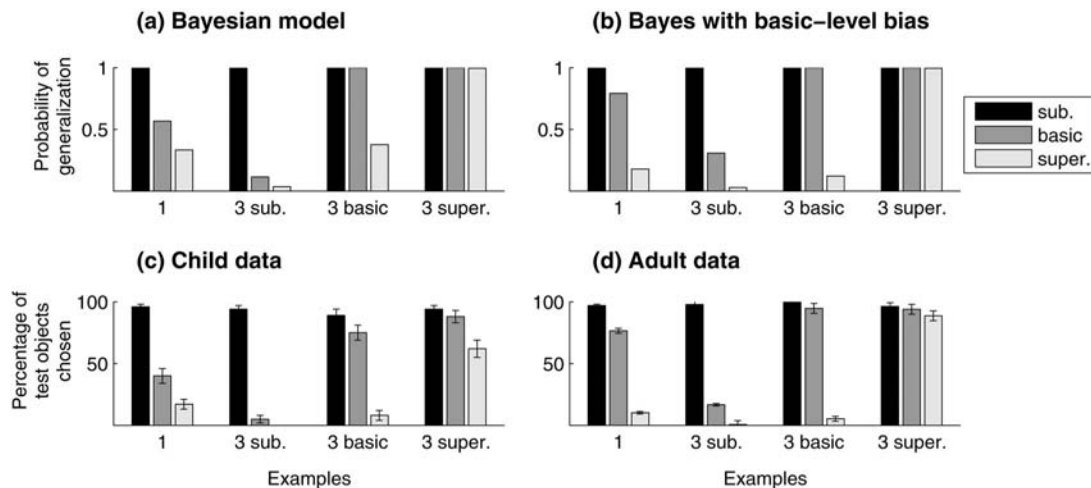 (a) Bayesian model
(b) Bayes with basic–level bias
Probability of
generalization
1
0.5
1 3 sub. 3 basic 3 super.
1
0.5
1 3 sub. 3 basic 3 super.
sub.
basic
super.
(c) Child data
(d) Adult data
Percentage of
test objects
chosen
100
50
1 3 sub. 3 basic 3 super.
Examples
100
50
1 3 sub. 3 basic 3 super.
Examples